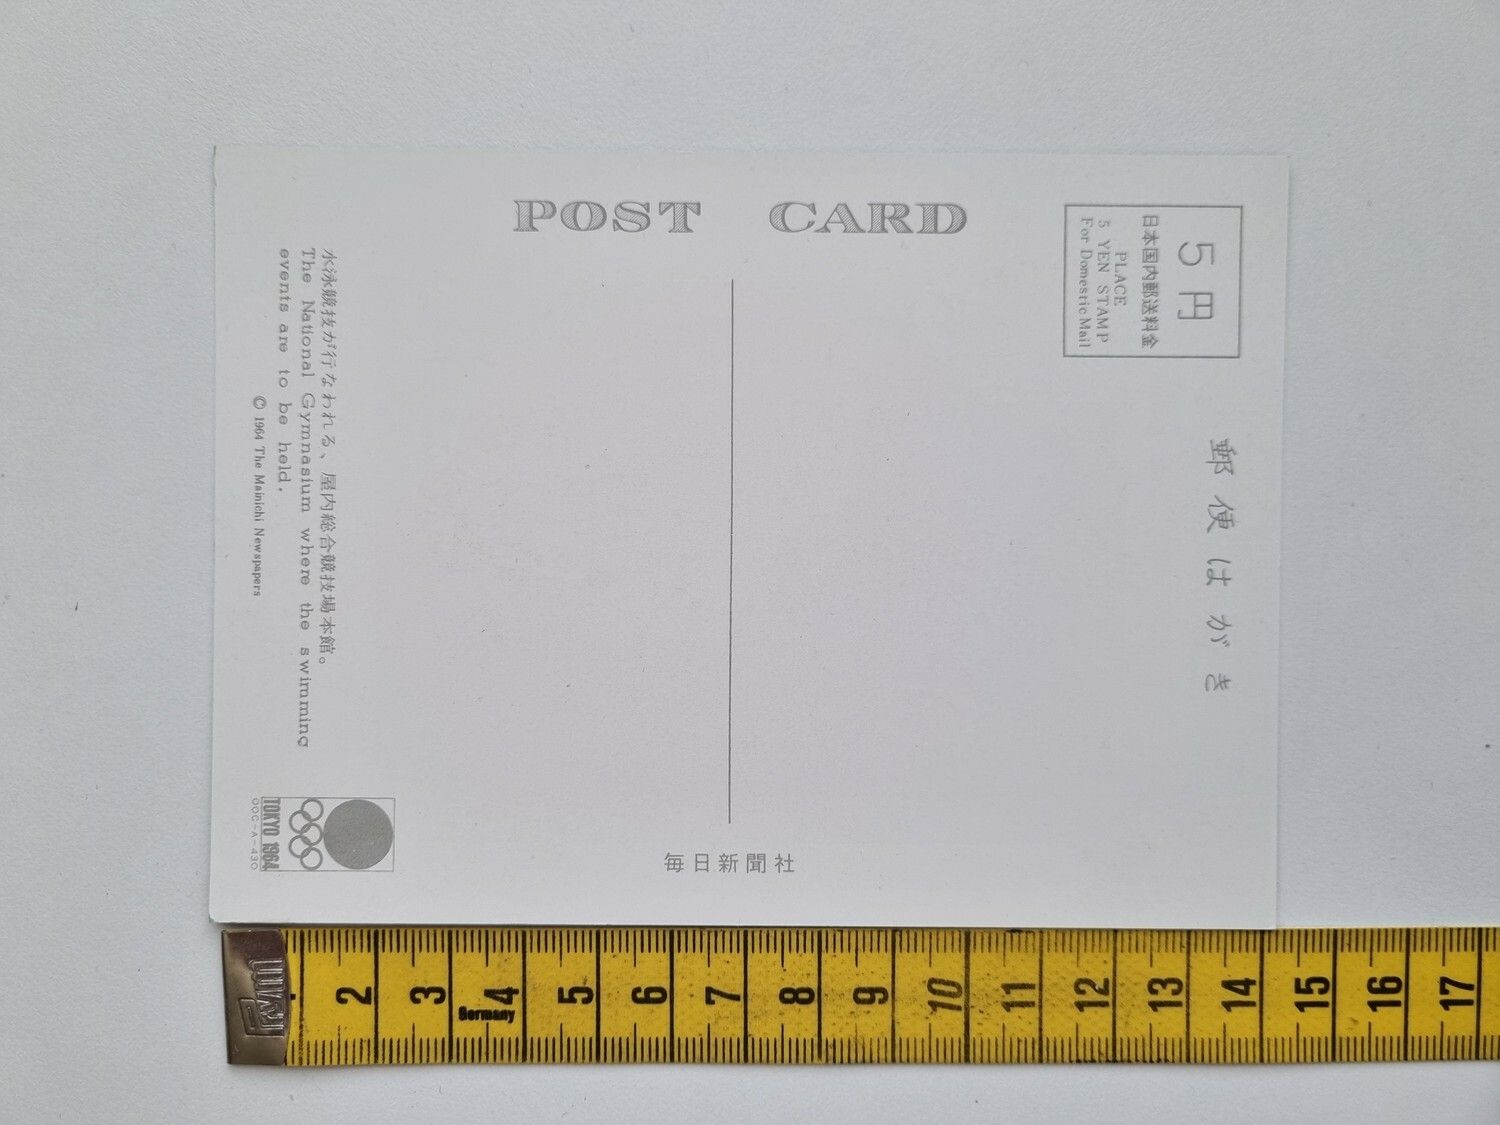 POST CARD
5円
日本国内郵送料金
PLACE
5 YEN STAMP
For Domestic Mail
郵便はがき
水泳競技が行なわれる、屋内総合競技場本館。
The National Gymnasium where the swimming
events are to be held.
© 1964 The Mainichi Newspapers
TOKYO 1964
OOC-A-430
毎日新聞社
Germany
2 3 4 5 6 7 8 9 10 11 12 13 14 15 16 17